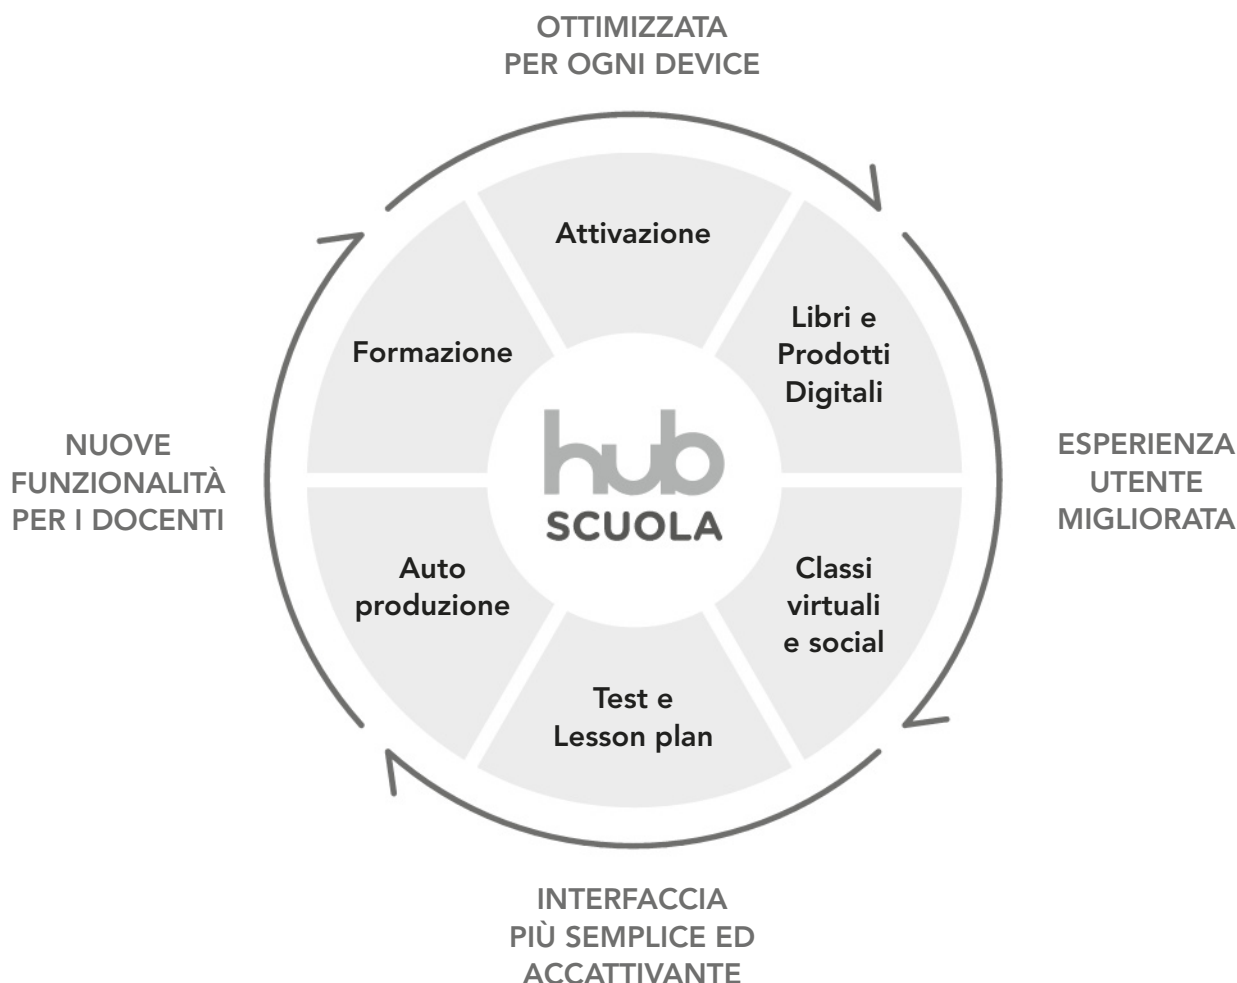 OTTIMIZZATA
PER OGNI DEVICE
Attivazione
Libri e
Prodotti
Digitali
Formazione
hub
SCUOLA
NUOVE
FUNZIONALITÀ
PER I DOCENTI
ESPERIENZA
UTENTE
MIGLIORATA
Auto
produzione
Classi
virtuali
e social
Test e
Lesson plan
INTERFACCIA
PIÙ SEMPLICE ED
ACCATTIVANTE